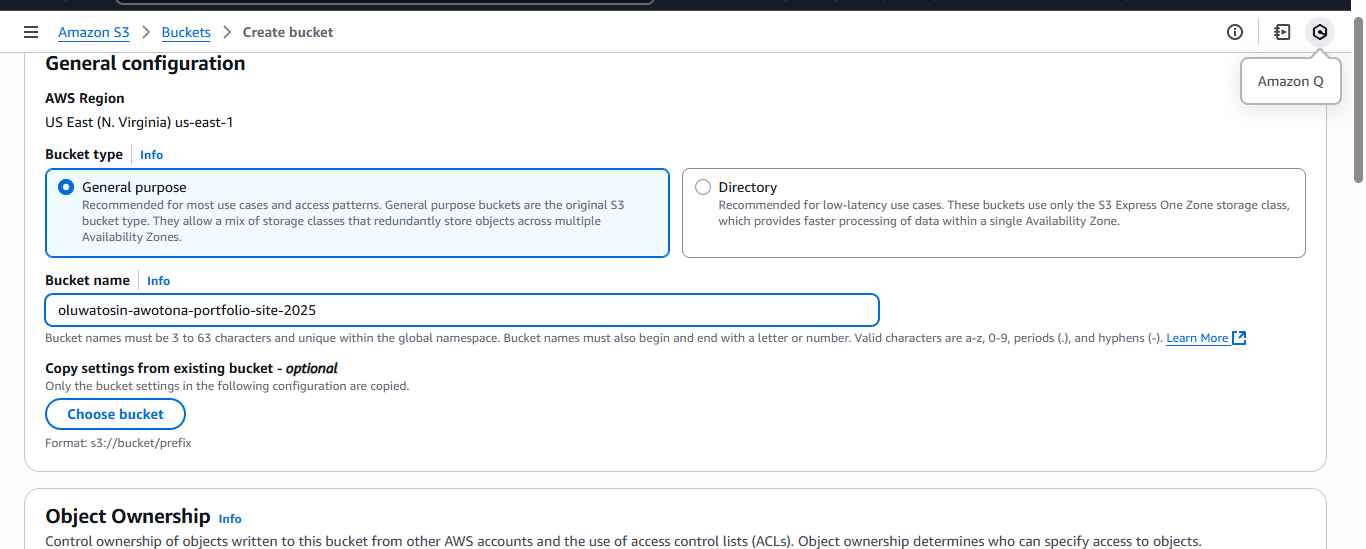 Amazon S3 > Buckets > Create bucket
Amazon Q
General configuration
AWS Region
US East (N. Virginia) us-east-1
Bucket type Info
General purpose
Recommended for most use cases and access patterns. General purpose buckets are the original S3
bucket type. They allow a mix of storage classes that redundantly store objects across multiple
Availability Zones.
Directory
Recommended for low-latency use cases. These buckets use only the S3 Express One Zone storage class,
which provides faster processing of data within a single Availability Zone.
Bucket name Info
oluwatosin-awotona-portfolio-site-2025
Bucket names must be 3 to 63 characters and unique within the global namespace. Bucket names must also begin and end with a letter or number. Valid characters are a-z, 0-9, periods (.), and hyphens (-). Learn More
Copy settings from existing bucket - optional
Only the bucket settings in the following configuration are copied.
Choose bucket
Format: s3://bucket/prefix
Object Ownership Info
Control ownership of objects written to this bucket from other AWS accounts and the use of access control lists (ACLs). Object ownership determines who can specify access to objects.